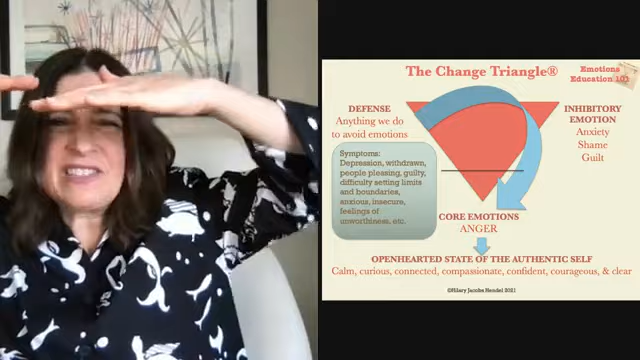 The Change Triangle®
Emotions
Education 101
DEFENSE
Anything we do
to avoid emotions
INHIBITORY
EMOTION
Anxiety
Shame
Guilt
Symptoms:
Depression, withdrawn,
people pleasing, guilty,
difficulty setting limits
and boundaries,
anxious, insecure,
feelings of
unworthiness, etc.
CORE EMOTIONS
ANGER
OPENHEARTED STATE OF THE AUTHENTIC SELF
Calm, curious, connected, compassionate, confident, courageous, & clear
©Hilary Jacobs Hendel 2021